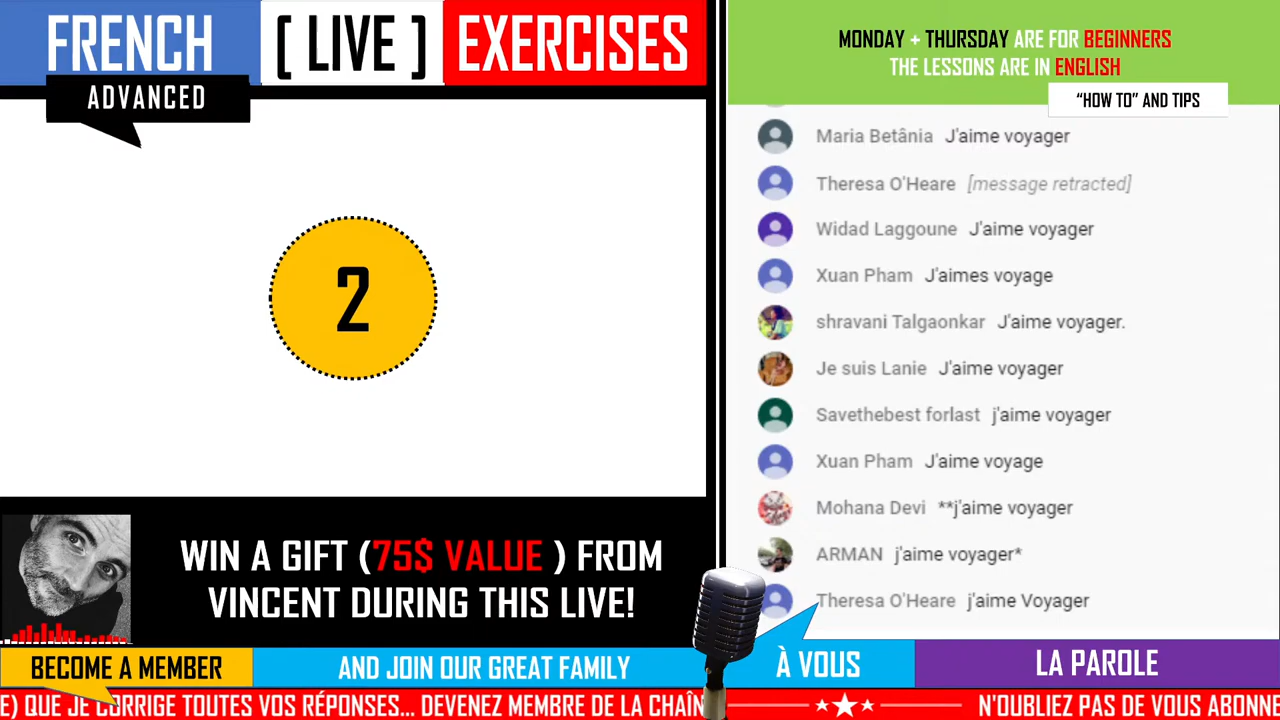 FRENCH [ LIVE ] EXERCISES
ADVANCED
2
WIN A GIFT (75$ VALUE ) FROM
VINCENT DURING THIS LIVE!
MONDAY + THURSDAY ARE FOR BEGINNERS
THE LESSONS ARE IN ENGLISH
“HOW TO” AND TIPS
Maria Betânia J'aime voyager
Theresa O'Heare [message retracted]
Widad Laggoune J'aime voyager
Xuan Pham J'aimes voyage
shravani Talgaonkar J'aime voyager.
Je suis Lanie J'aime voyager
Savethebest forlast j'aime voyager
Xuan Pham J'aime voyage
Mohana Devi **j'aime voyager
ARMAN j'aime voyager*
Theresa O'Heare j'aime Voyager
BECOME A MEMBER AND JOIN OUR GREAT FAMILY
À VOUS LA PAROLE
E) QUE JE CORRIGE TOUTES VOS RÉPONSES... DEVENEZ MEMBRE DE LA CHAÎN
N'OUBLIEZ PAS DE VOUS ABONNE